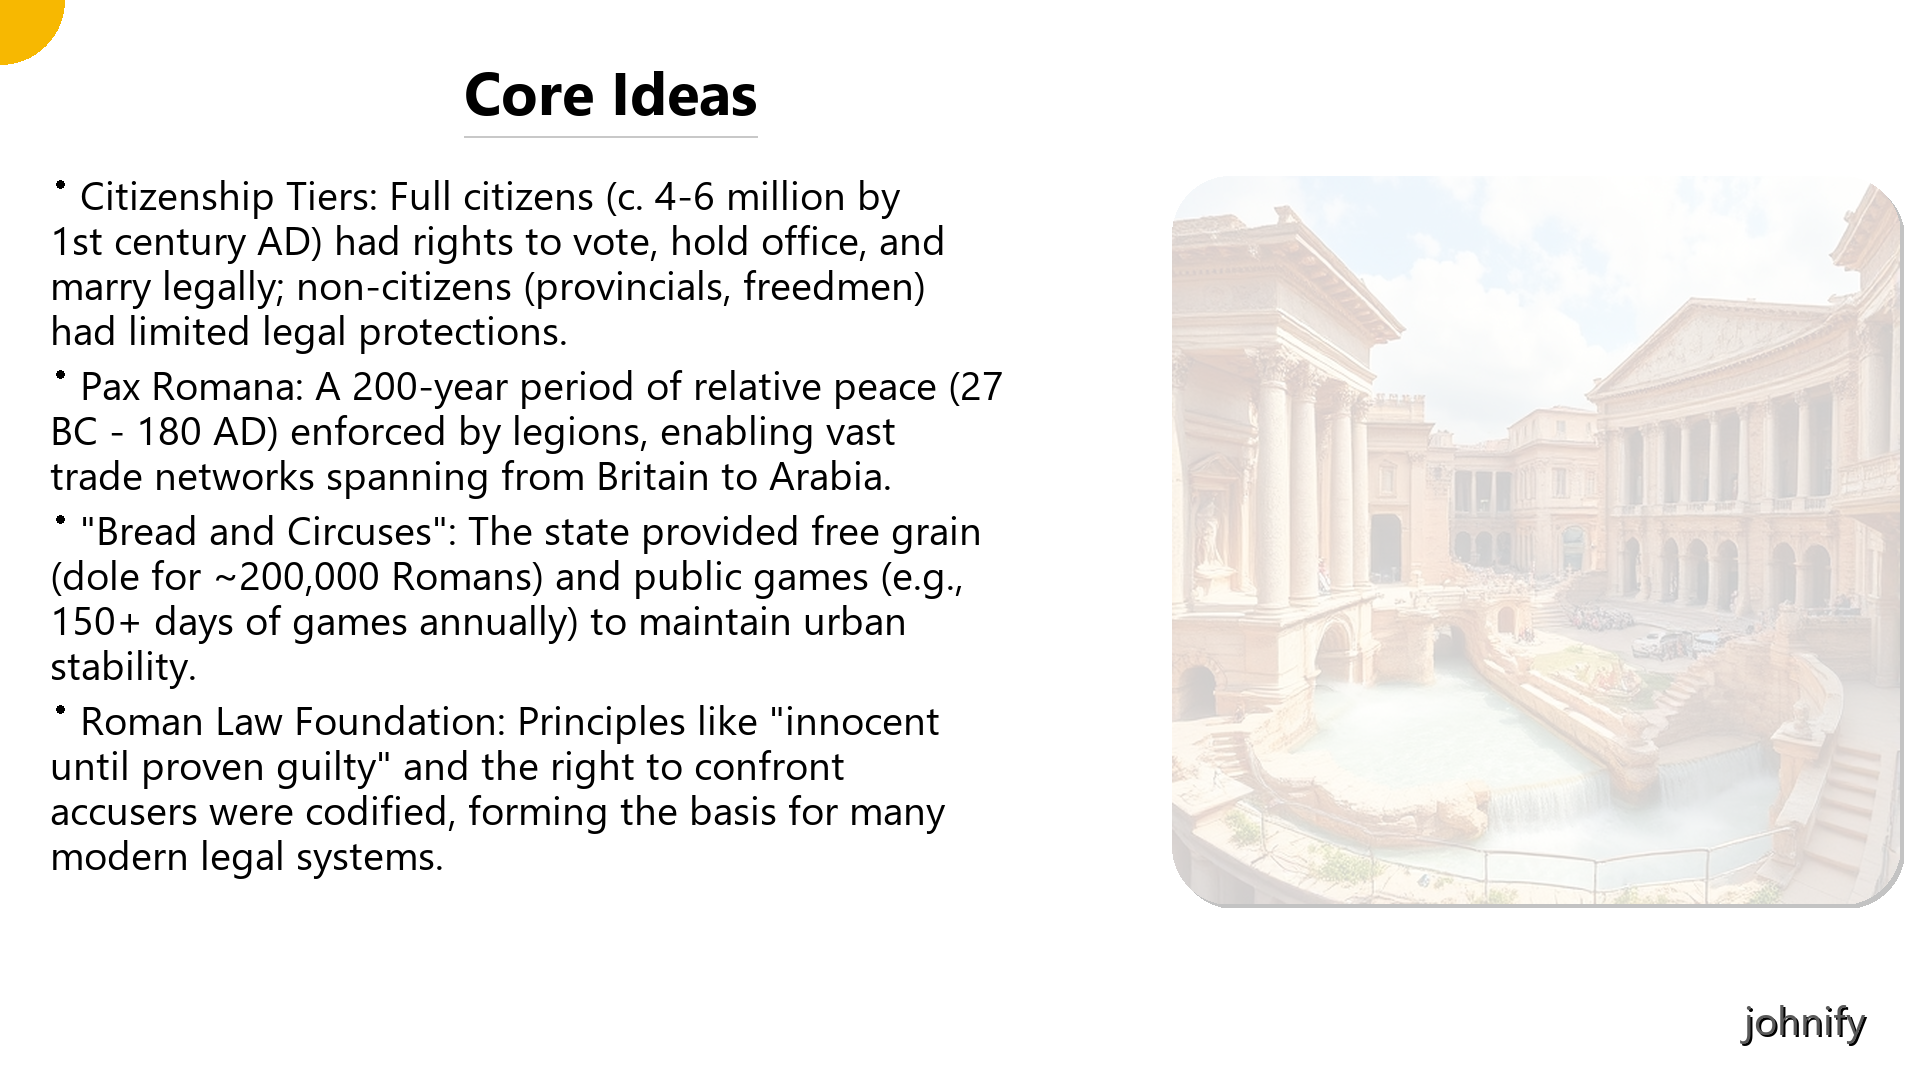 Core Ideas
• Citizenship Tiers: Full citizens (c. 4-6 million by
1st century AD) had rights to vote, hold office, and
marry legally; non-citizens (provincials, freedmen)
had limited legal protections.
• Pax Romana: A 200-year period of relative peace (27
BC - 180 AD) enforced by legions, enabling vast
trade networks spanning from Britain to Arabia.
• "Bread and Circuses": The state provided free grain
(dole for ~200,000 Romans) and public games (e.g.,
150+ days of games annually) to maintain urban
stability.
• Roman Law Foundation: Principles like "innocent
until proven guilty" and the right to confront
accusers were codified, forming the basis for many
modern legal systems.
johnify